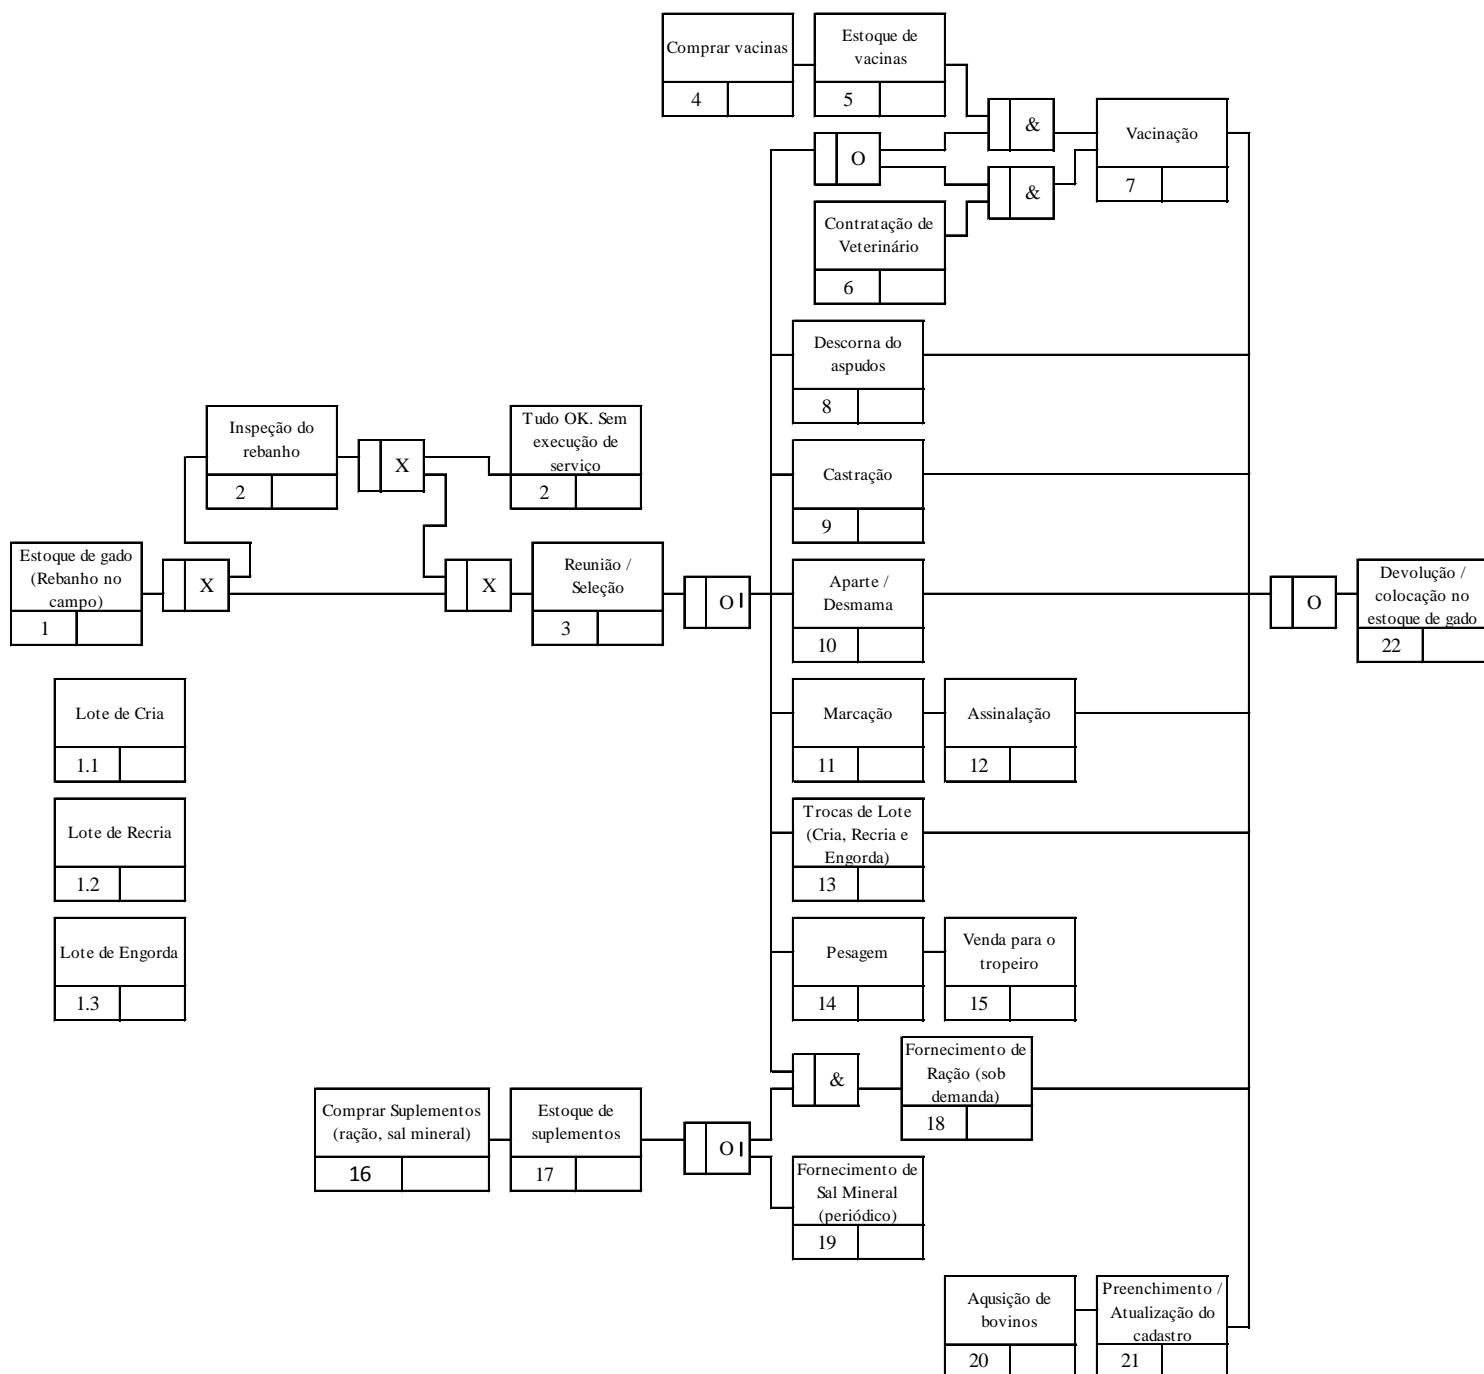 Comprar vacinas
4
Estoque de
vacinas
5
&
Vacinação
7
O
&
Contratação de
Veterinário
6
Descorna do
aspudos
8
Inspeção do
rebanho
2
X
Tudo OK. Sem
execução de
serviço
2
Castração
9
Estoque de gado
(Rebanho no
campo)
1
X
X
Reunião /
Seleção
3
O
Aparte /
Desmama
10
O
Devolução /
colocação no
estoque de gado
22
Lote de Cria
1.1
Marcação
11
Assinalação
12
Lote de Recria
1.2
Trocas de Lote
(Cria, Recria e
Engorda)
13
Lote de Engorda
1.3
Pesagem
14
Venda para o
tropeiro
15
&
Fornecimento de
Ração (sob
demanda)
18
Comprar Suplementos
(ração, sal mineral)
16
Estoque de
suplementos
17
O
Fornecimento de
Sal Mineral
(periódico)
19
Aqusição de
bovinos
20
Preenchimento /
Atualização do
cadastro
21